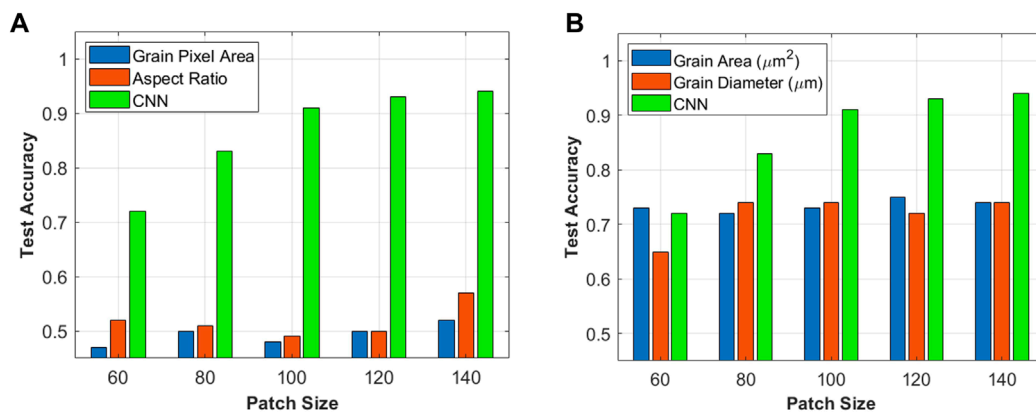 A
Grain Pixel Area
Aspect Ratio
CNN
Test Accuracy
1
0.9
0.8
0.7
0.6
0.5
60 80 100 120 140
Patch Size
B
Grain Area (μm²)
Grain Diameter (μm)
CNN
Test Accuracy
1
0.9
0.8
0.7
0.6
0.5
60 80 100 120 140
Patch Size